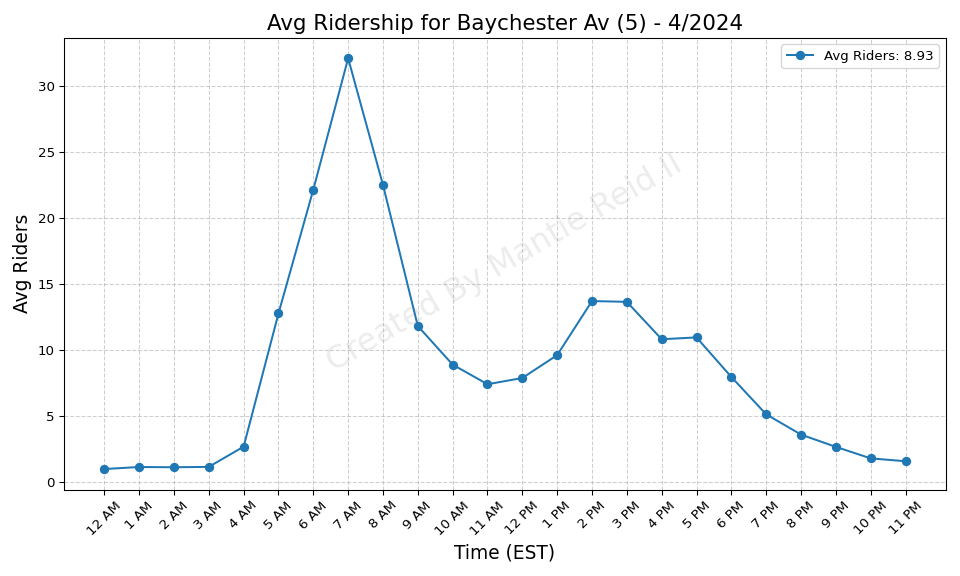 Avg Ridership for Baychester Av (5) - 4/2024
Avg Riders: 8.93
Avg Riders
30
25
20
15
10
5
0
Created By Mantle Reid II
12 AM
1 AM
2 AM
3 AM
4 AM
5 AM
6 AM
7 AM
8 AM
9 AM
10 AM
11 AM
12 PM
1 PM
2 PM
3 PM
4 PM
5 PM
6 PM
7 PM
8 PM
9 PM
10 PM
11 PM
Time (EST)